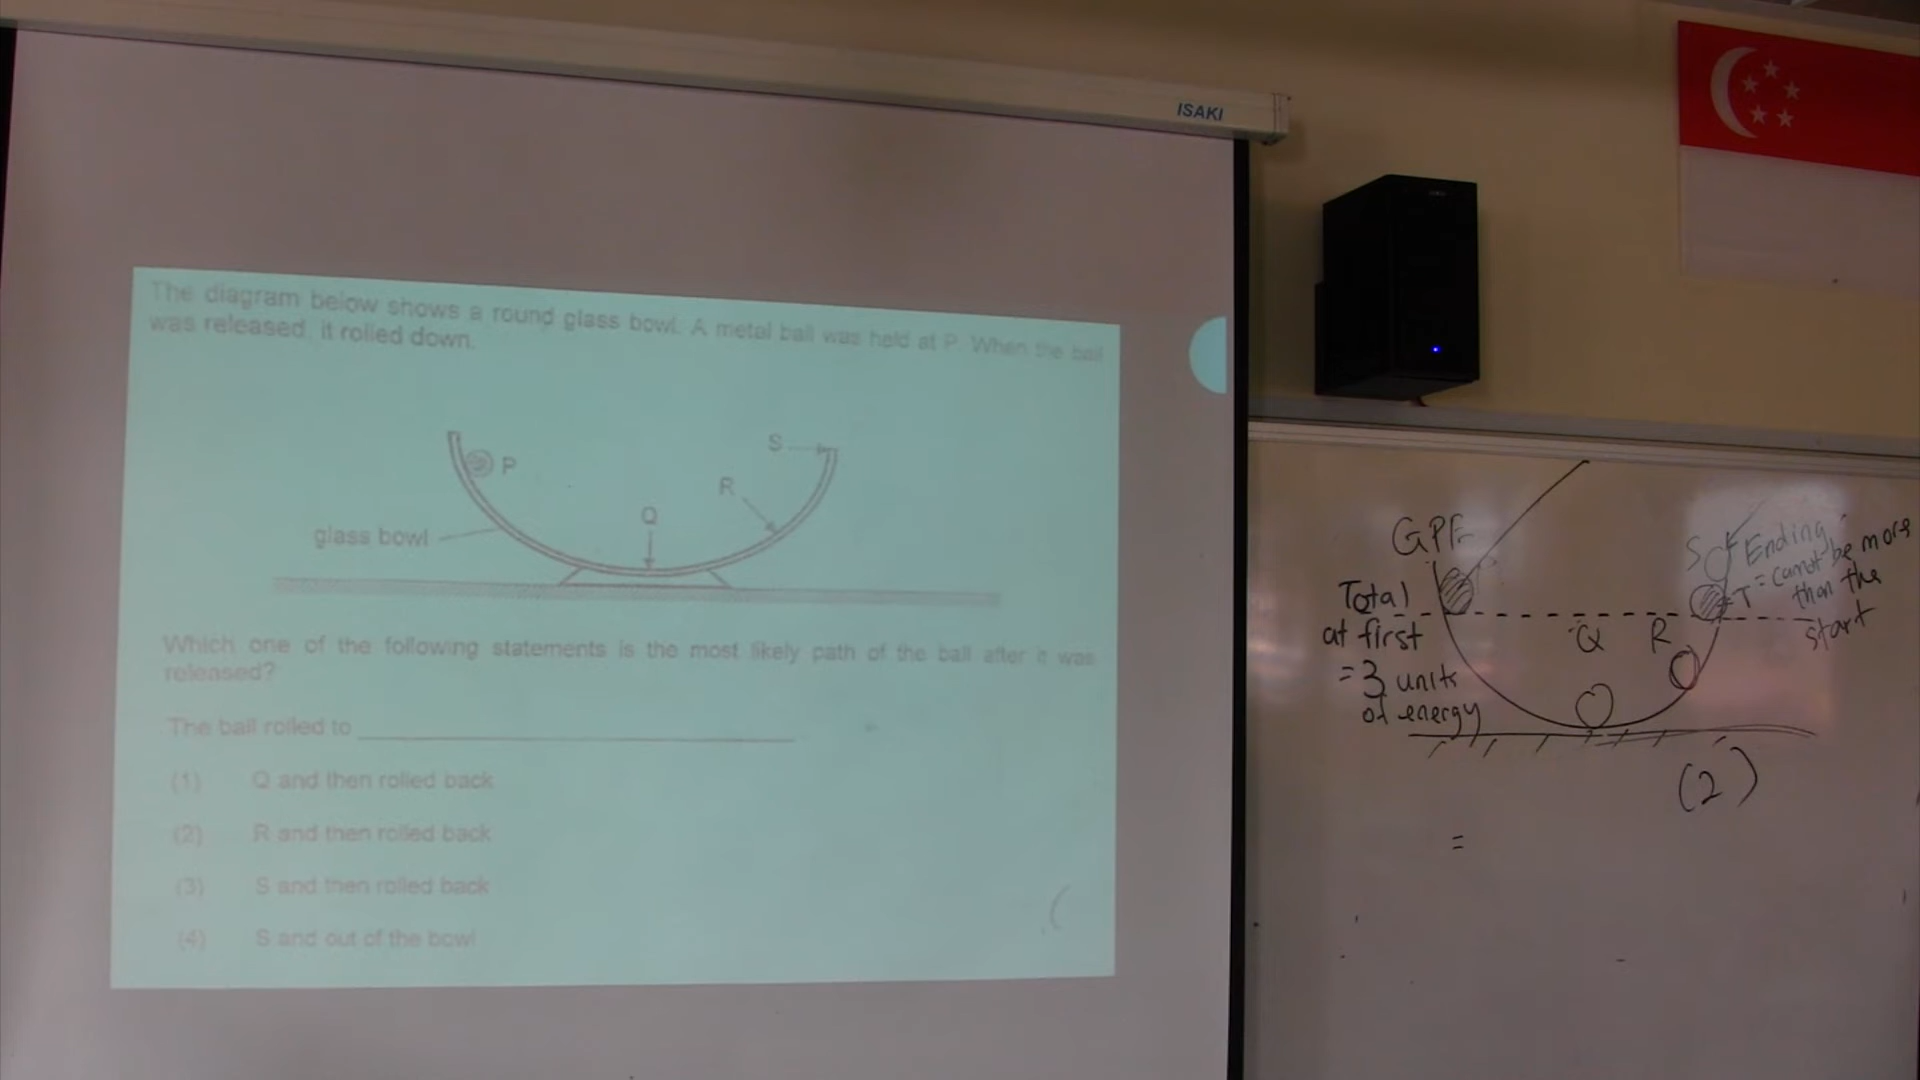 ISAKI
The diagram below shows a round glass bowl. A metal ball was held at P. When the ball
was released, it rolled down.
P
S
R
Q
glass bowl
Which one of the following statements is the most likely path of the ball after it was
released?
The ball rolled to
(1) Q and then rolled back
(2) R and then rolled back
(3) S and then rolled back
(4) S and out of the bowl
GPE
Total
at first
= 3 units
of energy
S
Ending
T = cannot be more
than the
start
Q R
(2)
=